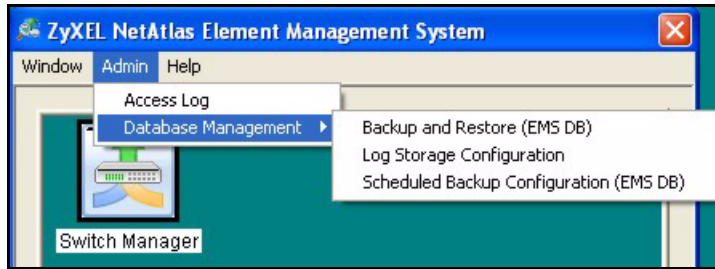 ZyXEL NetAtlas Element Management System
Window Admin Help
Access Log
Database Management
Backup and Restore (EMS DB)
Log Storage Configuration
Scheduled Backup Configuration (EMS DB)
Switch Manager